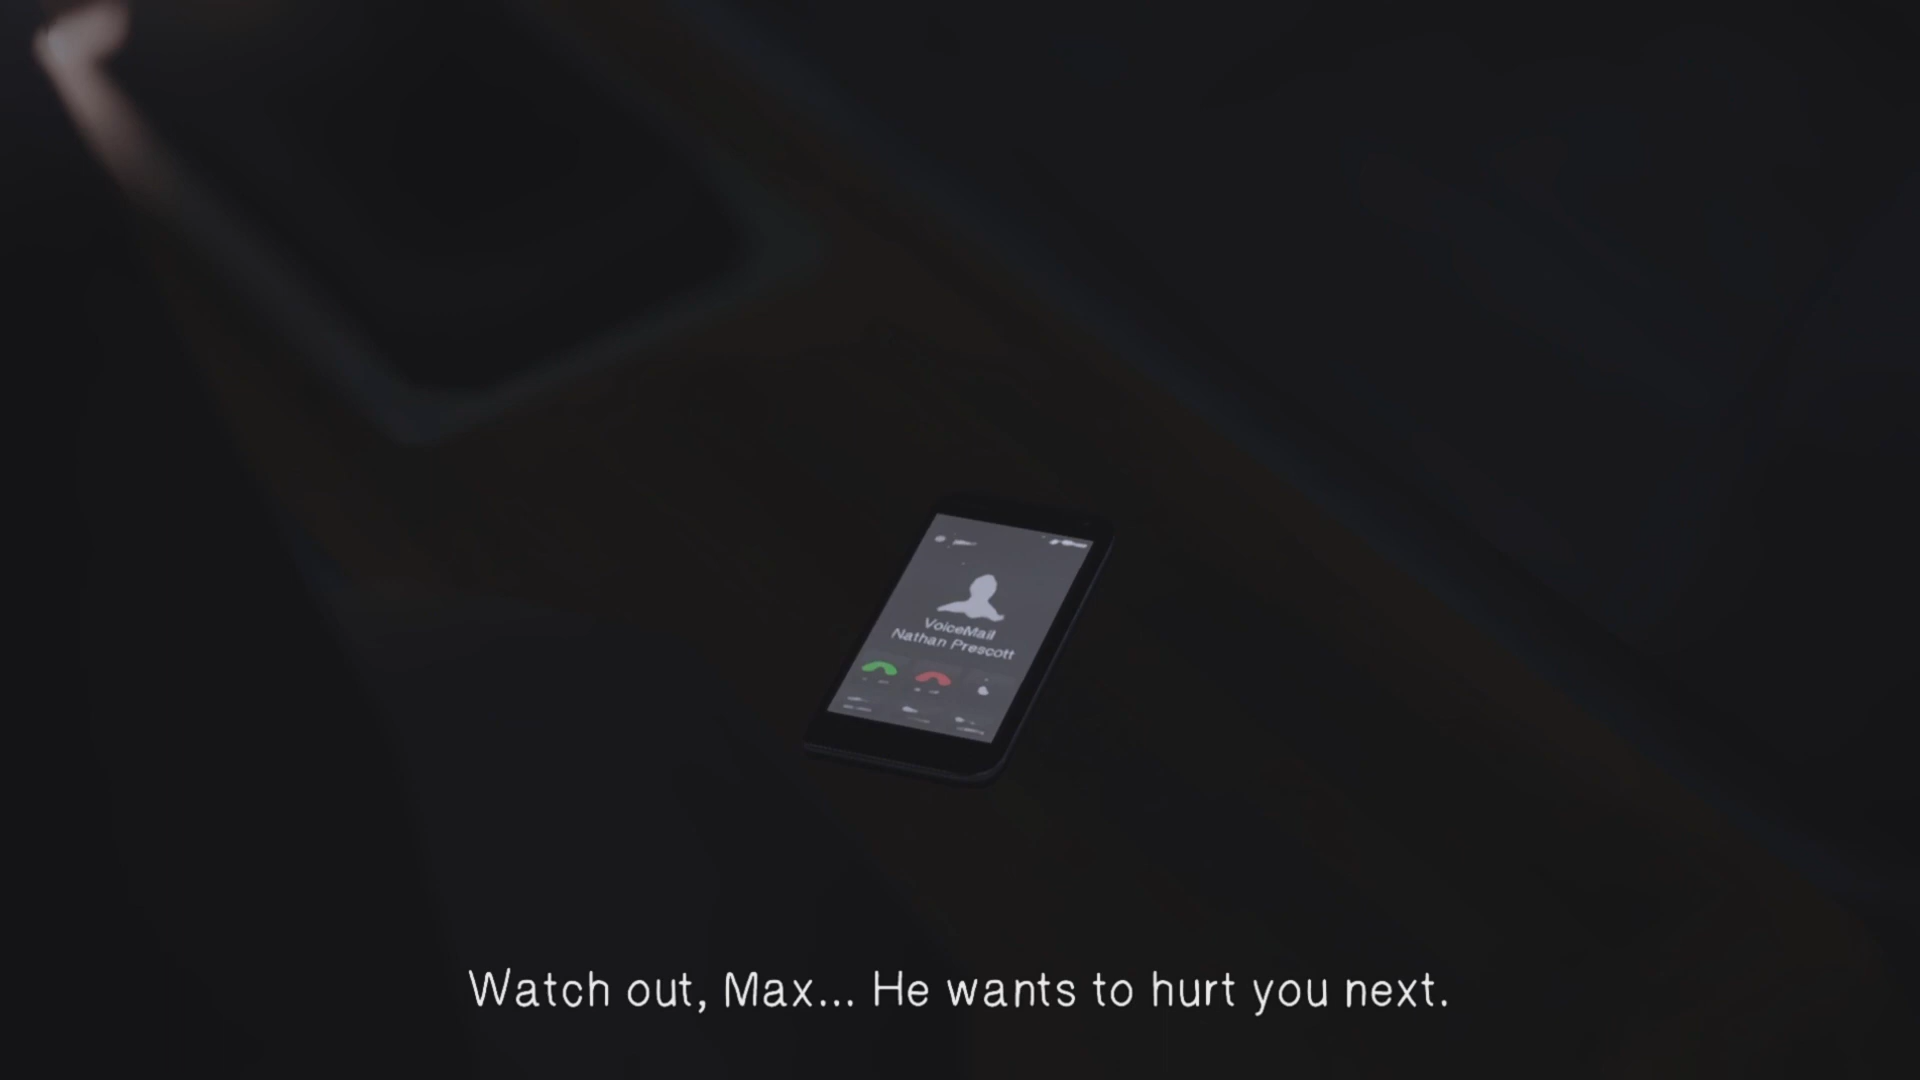 VoiceMail
Nathan Prescott
Watch out, Max... He wants to hurt you next.